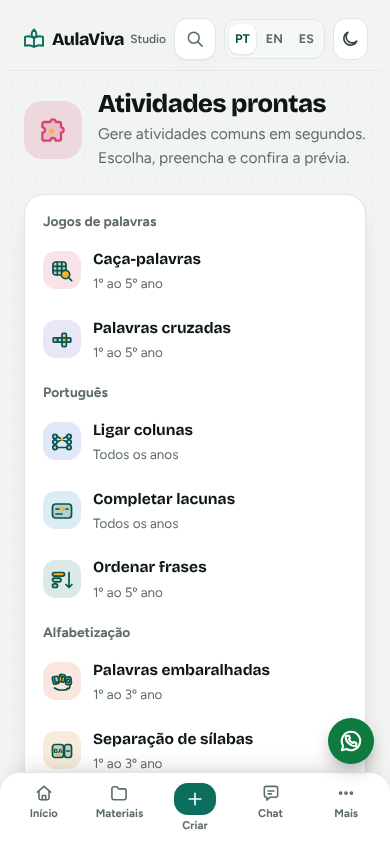 AulaViva Studio
PT EN ES
Atividades prontas
Gere atividades comuns em segundos.
Escolha, preencha e confira a prévia.
Jogos de palavras
Caça-palavras
1º ao 5º ano
Palavras cruzadas
1º ao 5º ano
Português
Ligar colunas
Todos os anos
Completar lacunas
Todos os anos
Ordenar frases
1º ao 5º ano
Alfabetização
Palavras embaralhadas
1º ao 3º ano
Separação de sílabas
1º ao 3º ano
Início
Materiais
Criar
Chat
Mais